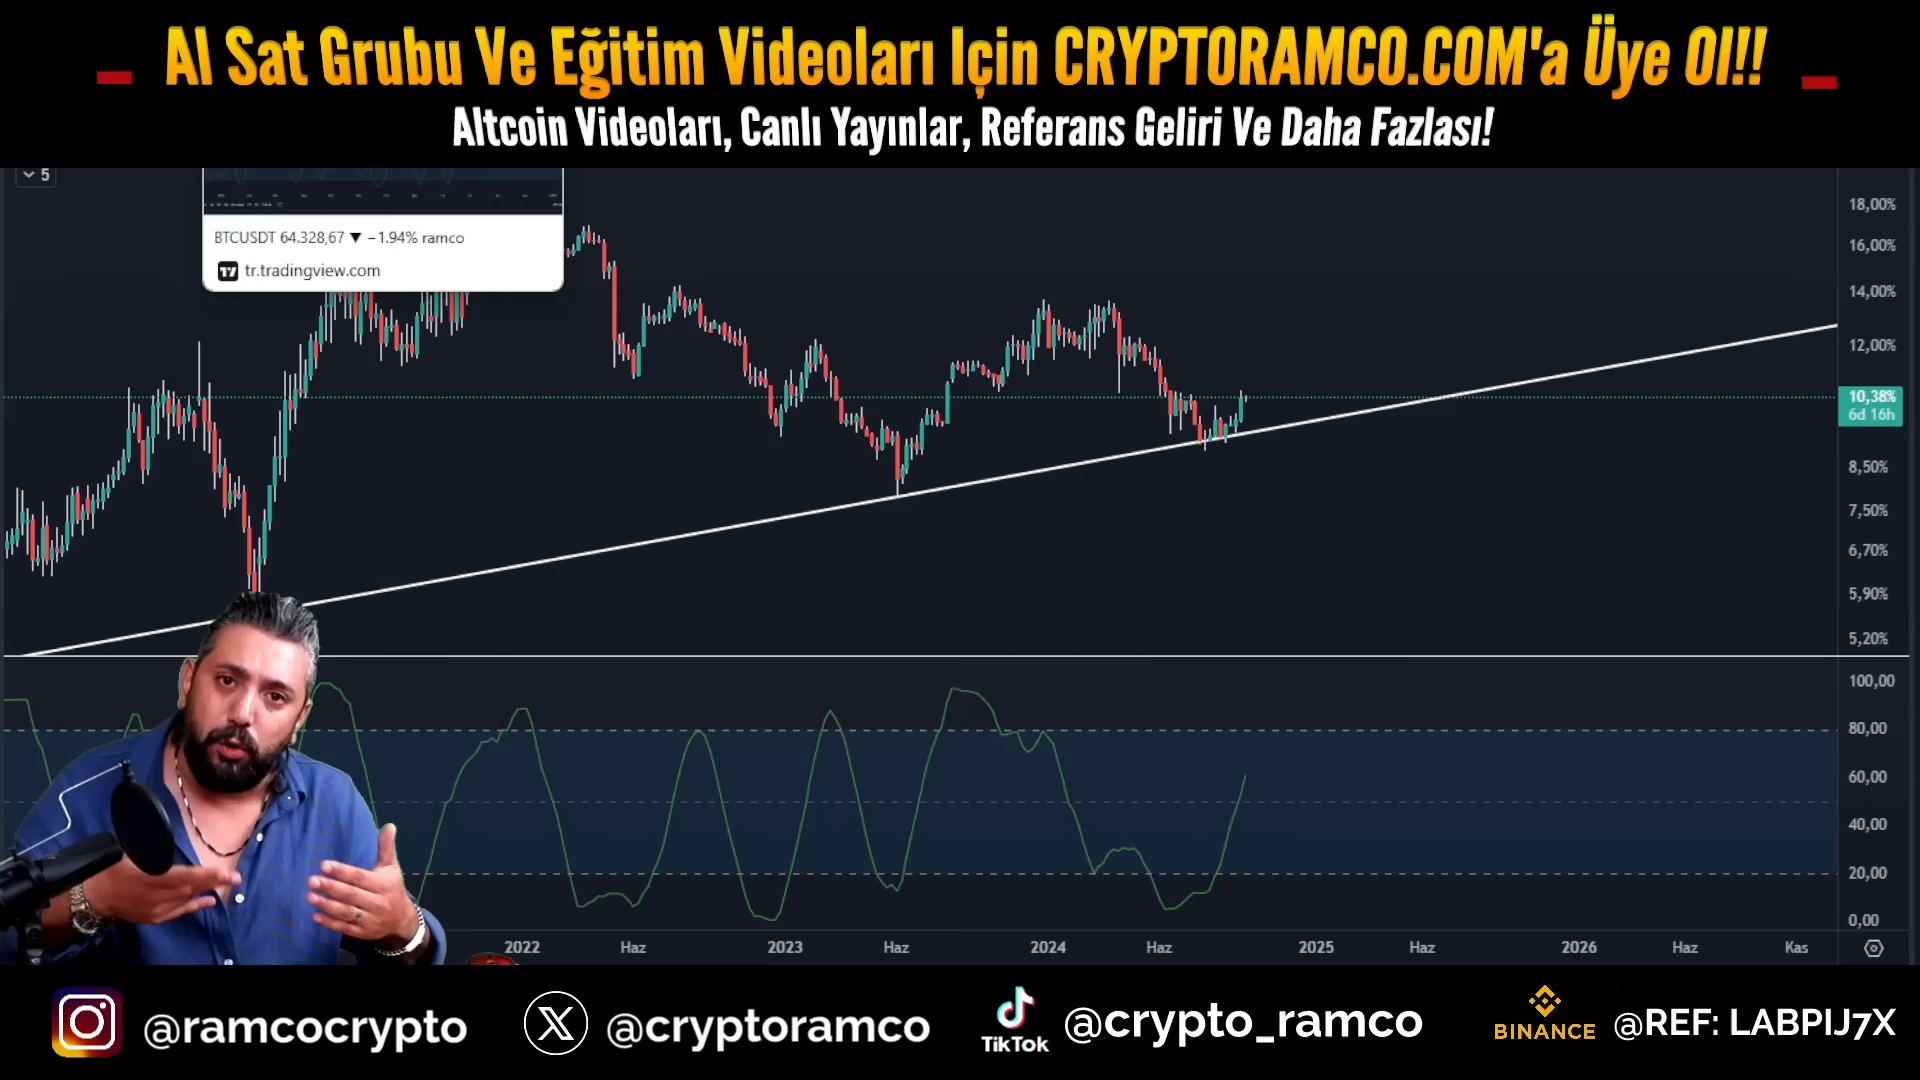 Al Sat Grubu Ve Eğitim Videoları Için CRYPTORAMCO.COM'a Üye Ol!!
Altcoin Videoları, Canlı Yayınlar, Referans Geliri Ve Daha Fazlası!
5
BTCUSDT 64.328,67 ▼ −1.94% ramco
tr.tradingview.com
18,00%
16,00%
14,00%
12,00%
10,38%
6d 16h
8,50%
7,50%
6,70%
5,90%
5,20%
100,00
80,00
60,00
40,00
20,00
0,00
2022 Haz 2023 Haz 2024 Haz 2025 Haz 2026 Haz Kas
@ramcocrypto
@cryptoramco
TikTok
@crypto_ramco
BINANCE
@REF: LABPIJ7X